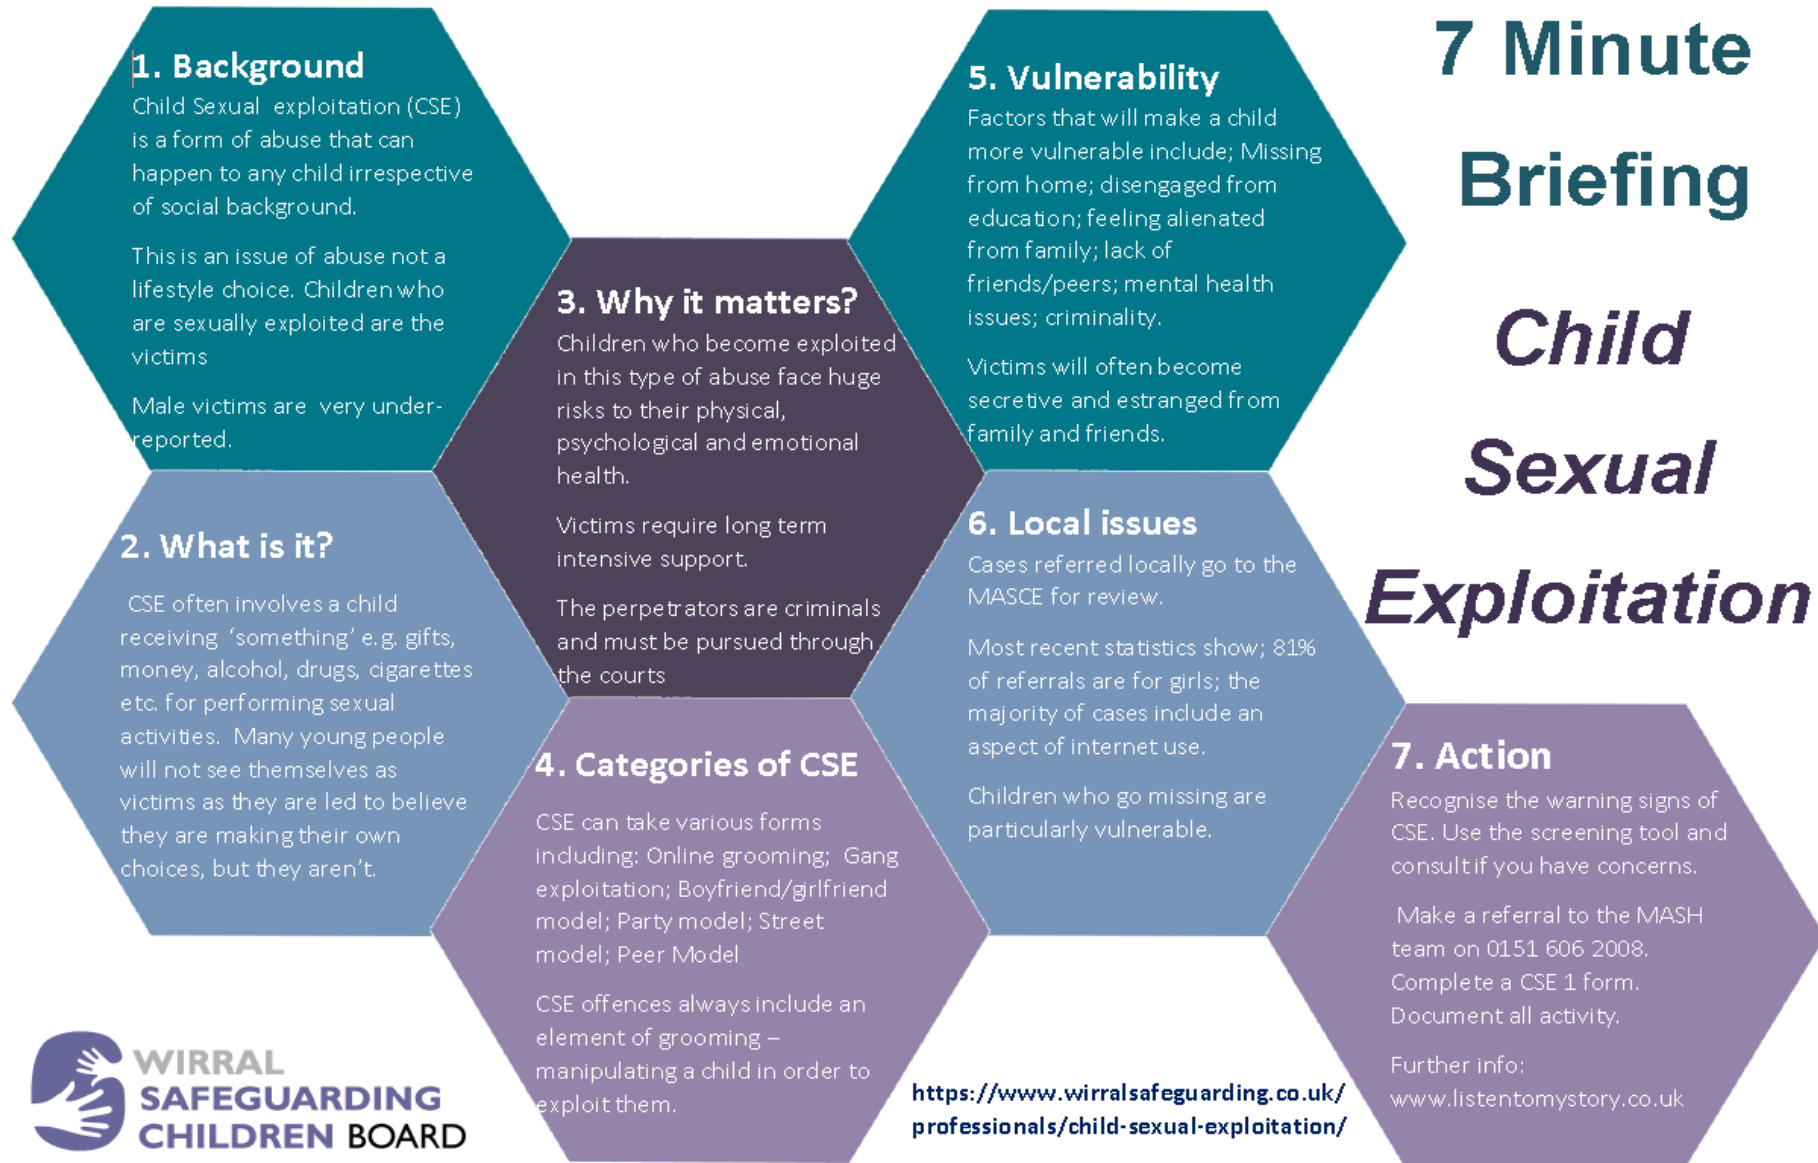 7 Minute
Briefing
Child
Sexual
Exploitation
1. Background
Child Sexual exploitation (CSE)
is a form of abuse that can
happen to any child irrespective
of social background.
This is an issue of abuse not a
lifestyle choice. Children who
are sexually exploited are the
victims
Male victims are very under-
reported.
2. What is it?
CSE often involves a child
receiving ‘something’ e.g. gifts,
money, alcohol, drugs, cigarettes
etc. for performing sexual
activities. Many young people
will not see themselves as
victims as they are led to believe
they are making their own
choices, but they aren’t.
3. Why it matters?
Children who become exploited
in this type of abuse face huge
risks to their physical,
psychological and emotional
health.
Victims require long term
intensive support.
The perpetrators are criminals
and must be pursued through
the courts
4. Categories of CSE
CSE can take various forms
including: Online grooming; Gang
exploitation; Boyfriend/girlfriend
model; Party model; Street
model; Peer Model
CSE offences always include an
element of grooming –
manipulating a child in order to
exploit them.
5. Vulnerability
Factors that will make a child
more vulnerable include; Missing
from home; disengaged from
education; feeling alienated
from family; lack of
friends/peers; mental health
issues; criminality.
Victims will often become
secretive and estranged from
family and friends.
6. Local issues
Cases referred locally go to the
MASCE for review.
Most recent statistics show; 81%
of referrals are for girls; the
majority of cases include an
aspect of internet use.
Children who go missing are
particularly vulnerable.
7. Action
Recognise the warning signs of
CSE. Use the screening tool and
consult if you have concerns.
Make a referral to the MASH
team on 0151 606 2008.
Complete a CSE 1 form.
Document all activity.
Further info:
www.listentomystory.co.uk
https://www.wirralsafeguarding.co.uk/
professionals/child-sexual-exploitation/
WIRRAL
SAFEGUARDING
CHILDREN BOARD